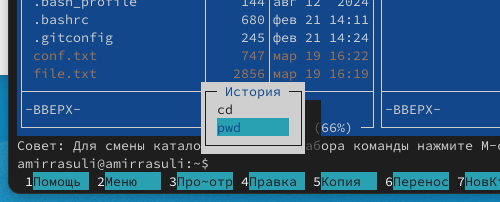 .bash_profile 144 авг 12 2024
.bashrc 680 фев 21 14:11
.gitconfig 245 фев 21 14:24
conf.txt 747 мар 19 16:22
file.txt 2856 мар 19 16:19
История
cd
pwd
-ВВЕРХ- (66%) -ВВЕРХ-
Совет: Для смены катало абора команды нажмите M-
amirrasuli@amirrasuli:~$
1Помощь 2Меню 3Про~отр 4Правка 5Копия 6Перенос 7НовК